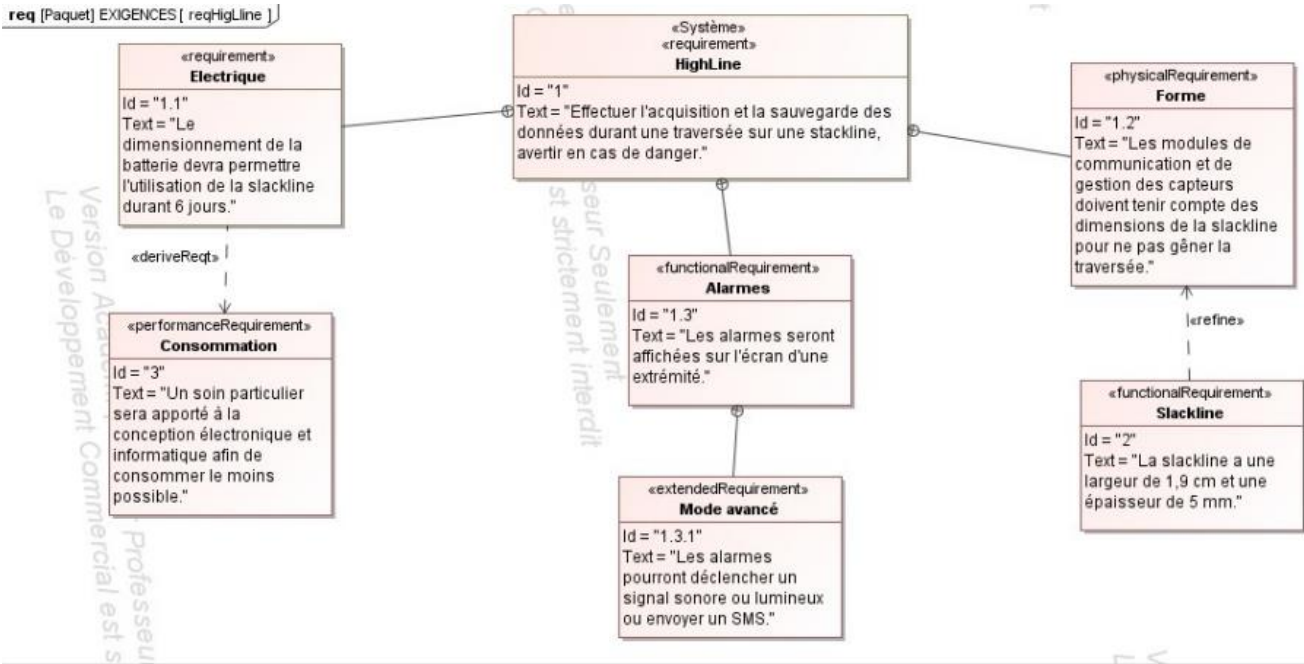 req [Paquet] EXIGENCES [ reqHigLline ]
«requirement»
Electrique
Id = "1.1"
Text = "Le
dimensionnement de la
batterie devra permettre
l'utilisation de la slackline
durant 6 jours."
«deriveReqt»
«performanceRequirement»
Consommation
Id = "3"
Text = "Un soin particulier
sera apporté à la
conception électronique et
informatique afin de
consommer le moins
possible."
«Système»
«requirement»
HighLine
Id = "1"
Text = "Effectuer l'acquisition et la sauvegarde des
données durant une traversée sur une stackline,
avertir en cas de danger."
«functionalRequirement»
Alarmes
Id = "1.3"
Text = "Les alarmes seront
affichées sur l'écran d'une
extrémité."
«extendedRequirement»
Mode avancé
Id = "1.3.1"
Text = "Les alarmes
pourront déclencher un
signal sonore ou lumineux
ou envoyer un SMS."
«physicalRequirement»
Forme
Id = "1.2"
Text = "Les modules de
communication et de
gestion des capteurs
doivent tenir compte des
dimensions de la slackline
pour ne pas gêner la
traversée."
«refine»
«functionalRequirement»
Slackline
Id = "2"
Text = "La slackline a une
largeur de 1,9 cm et une
épaisseur de 5 mm."
Version
Le Développement Commercial est
Professeur
Seulement
st strictement interdit